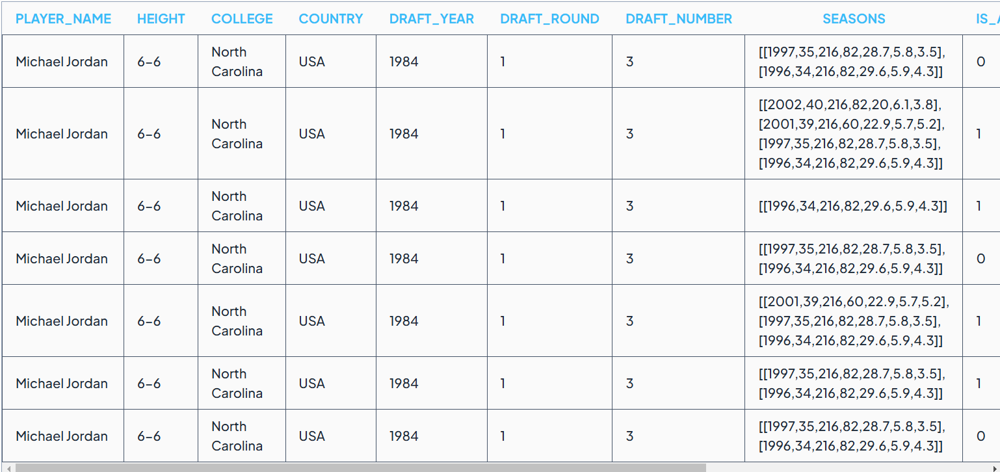 PLAYER_NAME HEIGHT COLLEGE COUNTRY DRAFT_YEAR DRAFT_ROUND DRAFT_NUMBER SEASONS
Michael Jordan 6-6 North Carolina USA 1984 1 3 [[1997,35,216,82,28.7,5.8,3.5], [1996,34,216,82,29.6,5.9,4.3]] 0
Michael Jordan 6-6 North Carolina USA 1984 1 3 [[2002,40,216,82,20,6.1,3.8], [2001,39,216,60,22.9,5.7,5.2], [1997,35,216,82,28.7,5.8,3.5], [1996,34,216,82,29.6,5.9,4.3]] 1
Michael Jordan 6-6 North Carolina USA 1984 1 3 [[1996,34,216,82,29.6,5.9,4.3]] 1
Michael Jordan 6-6 North Carolina USA 1984 1 3 [[1997,35,216,82,28.7,5.8,3.5], [1996,34,216,82,29.6,5.9,4.3]] 0
Michael Jordan 6-6 North Carolina USA 1984 1 3 [[2001,39,216,60,22.9,5.7,5.2], [1997,35,216,82,28.7,5.8,3.5], [1996,34,216,82,29.6,5.9,4.3]] 1
Michael Jordan 6-6 North Carolina USA 1984 1 3 [[1997,35,216,82,28.7,5.8,3.5], [1996,34,216,82,29.6,5.9,4.3]] 1
Michael Jordan 6-6 North Carolina USA 1984 1 3 [[1997,35,216,82,28.7,5.8,3.5], [1996,34,216,82,29.6,5.9,4.3]] 0